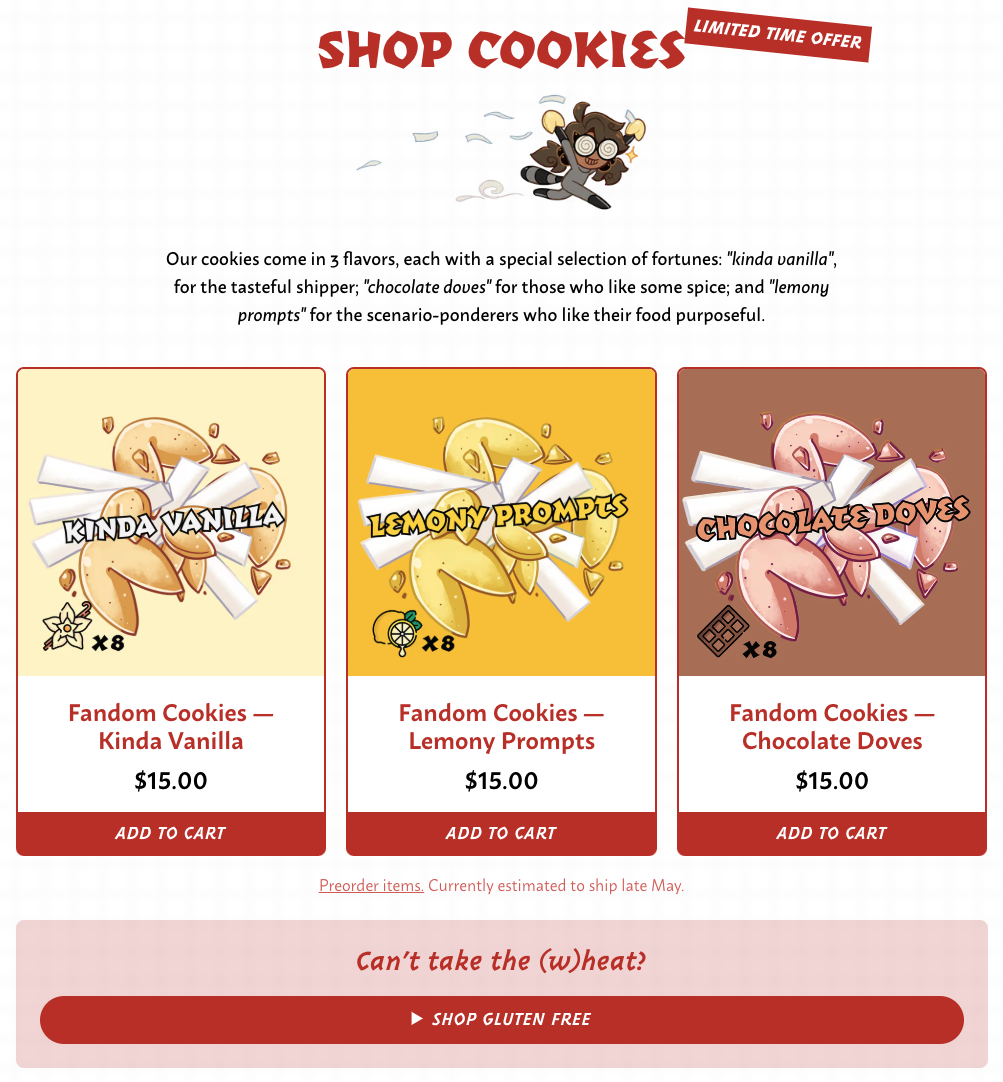 SHOP COOKIES
LIMITED TIME OFFER
Our cookies come in 3 flavors, each with a special selection of fortunes: "kinda vanilla",
for the tasteful shipper; "chocolate doves" for those who like some spice; and "lemony
prompts" for the scenario-ponderers who like their food purposeful.
KINDA VANILLA
x8
Fandom Cookies —
Kinda Vanilla
$15.00
ADD TO CART
LEMONY PROMPTS
x8
Fandom Cookies —
Lemony Prompts
$15.00
ADD TO CART
CHOCOLATE DOVES
x8
Fandom Cookies —
Chocolate Doves
$15.00
ADD TO CART
Preorder items. Currently estimated to ship late May.
Can't take the (w)heat?
▶ SHOP GLUTEN FREE